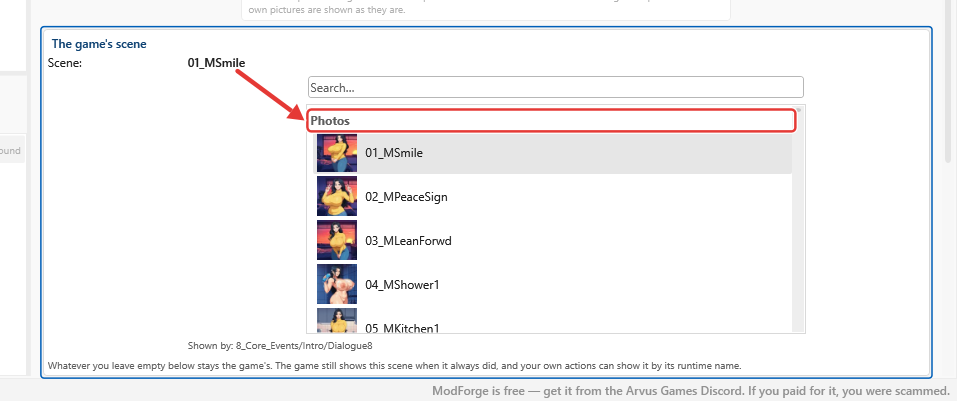 own pictures are shown as they are.
The game's scene
Scene:
01_MSmile
Search...
Photos
01_MSmile
02_MPeaceSign
03_MLeanForwd
04_MShower1
05_MKitchen1
ound
Shown by: 8_Core_Events/Intro/Dialogue8
Whatever you leave empty below stays the game's. The game still shows this scene when it always did, and your own actions can show it by its runtime name.
ModForge is free — get it from the Arvus Games Discord. If you paid for it, you were scammed.